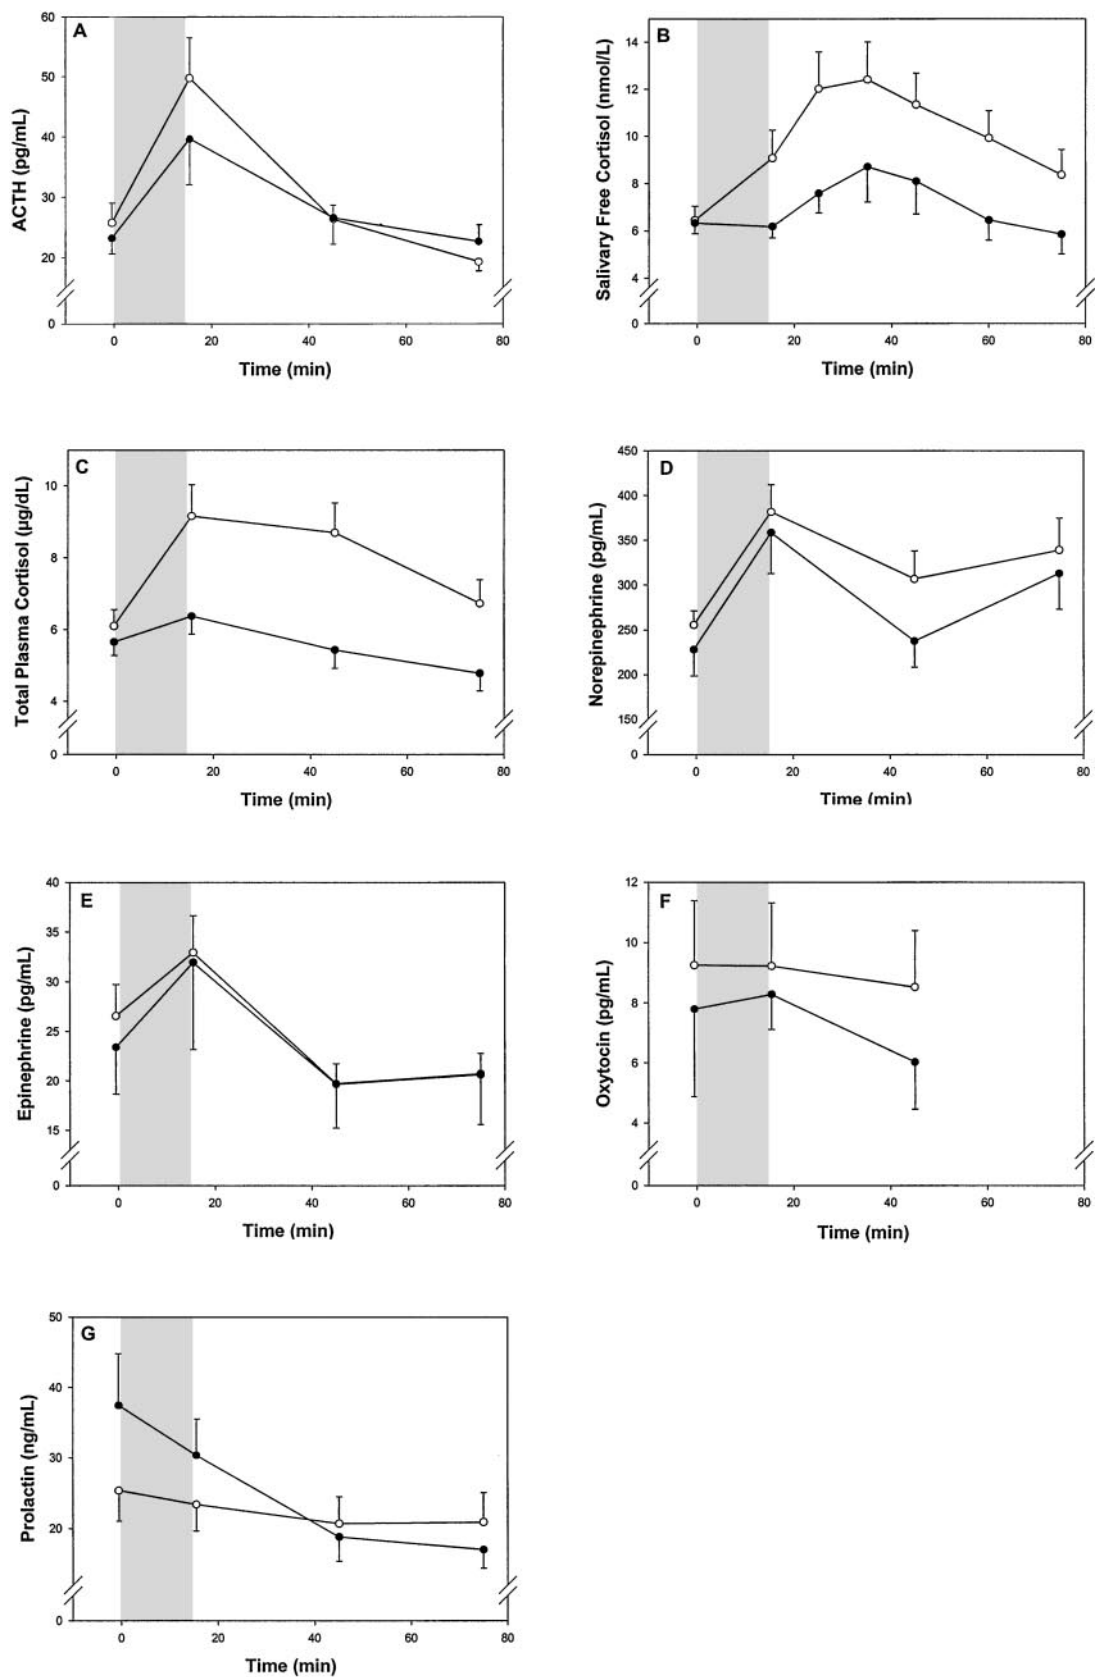 A
ACTH (pg/mL)
60
50
40
30
20
0
0 20 40 60 80
Time (min)
B
Salivary Free Cortisol (nmol/L)
14
12
10
8
6
4
0
0 20 40 60 80
Time (min)
C
Total Plasma Cortisol (µg/dL)
10
8
6
4
0
0 20 40 60 80
Time (min)
D
Norepinephrine (pg/mL)
450
400
350
300
250
200
150
0
0 20 40 60 80
Time (min)
E
Epinephrine (pg/mL)
40
35
30
25
20
15
0
0 20 40 60 80
Time (min)
F
Oxytocin (pg/mL)
12
10
8
6
4
0
0 20 40 60 80
Time (min)
G
Prolactin (ng/mL)
50
40
30
20
0
0 20 40 60 80
Time (min)